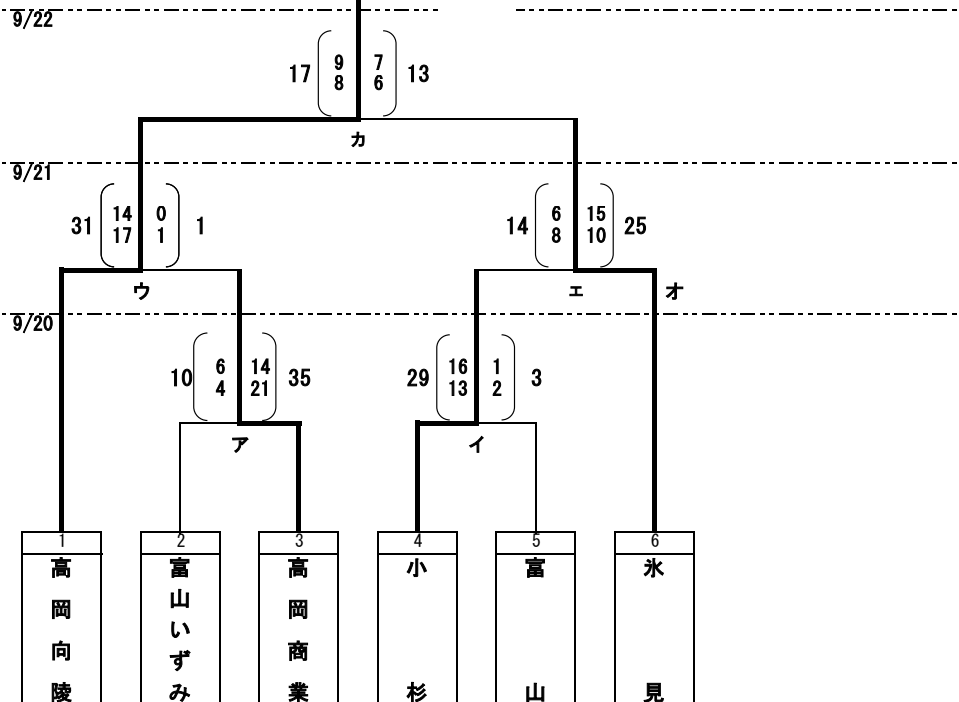 9/22
17 9 7 13
8 6
カ
9/21
31 14 0 1
17 1
14 6 15 25
8 10
ウ
エ オ
9/20
10 6 14 35
4 21
29 16 1 3
13 2
ア
イ
1 2 3 4 5 6
高岡向陵
富山いずみ
高岡商業
小杉
富山
氷見